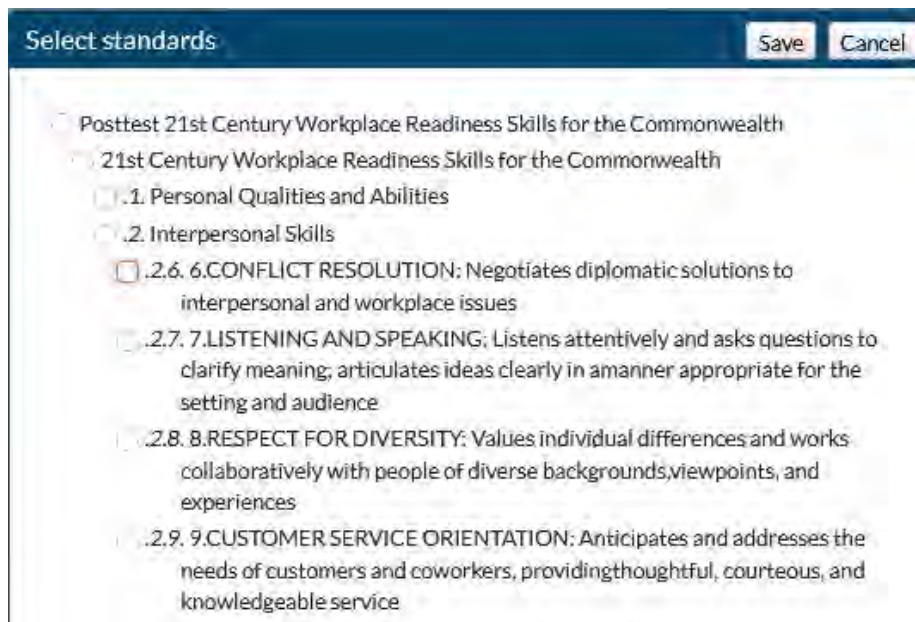 Select standards
Save Cancel
Posttest 21st Century Workplace Readiness Skills for the Commonwealth
21st Century Workplace Readiness Skills for the Commonwealth
.1. Personal Qualities and Abilities
.2. Interpersonal Skills
.2.6. 6.CONFLICT RESOLUTION: Negotiates diplomatic solutions to
interpersonal and workplace issues
.2.7. 7.LISTENING AND SPEAKING: Listens attentively and asks questions to
clarify meaning; articulates ideas clearly in amanner appropriate for the
setting and audience
.2.8. 8.RESPECT FOR DIVERSITY: Values individual differences and works
collaboratively with people of diverse backgrounds,viewpoints, and
experiences
.2.9. 9.CUSTOMER SERVICE ORIENTATION: Anticipates and addresses the
needs of customers and coworkers, providingthoughtful, courteous, and
knowledgeable service